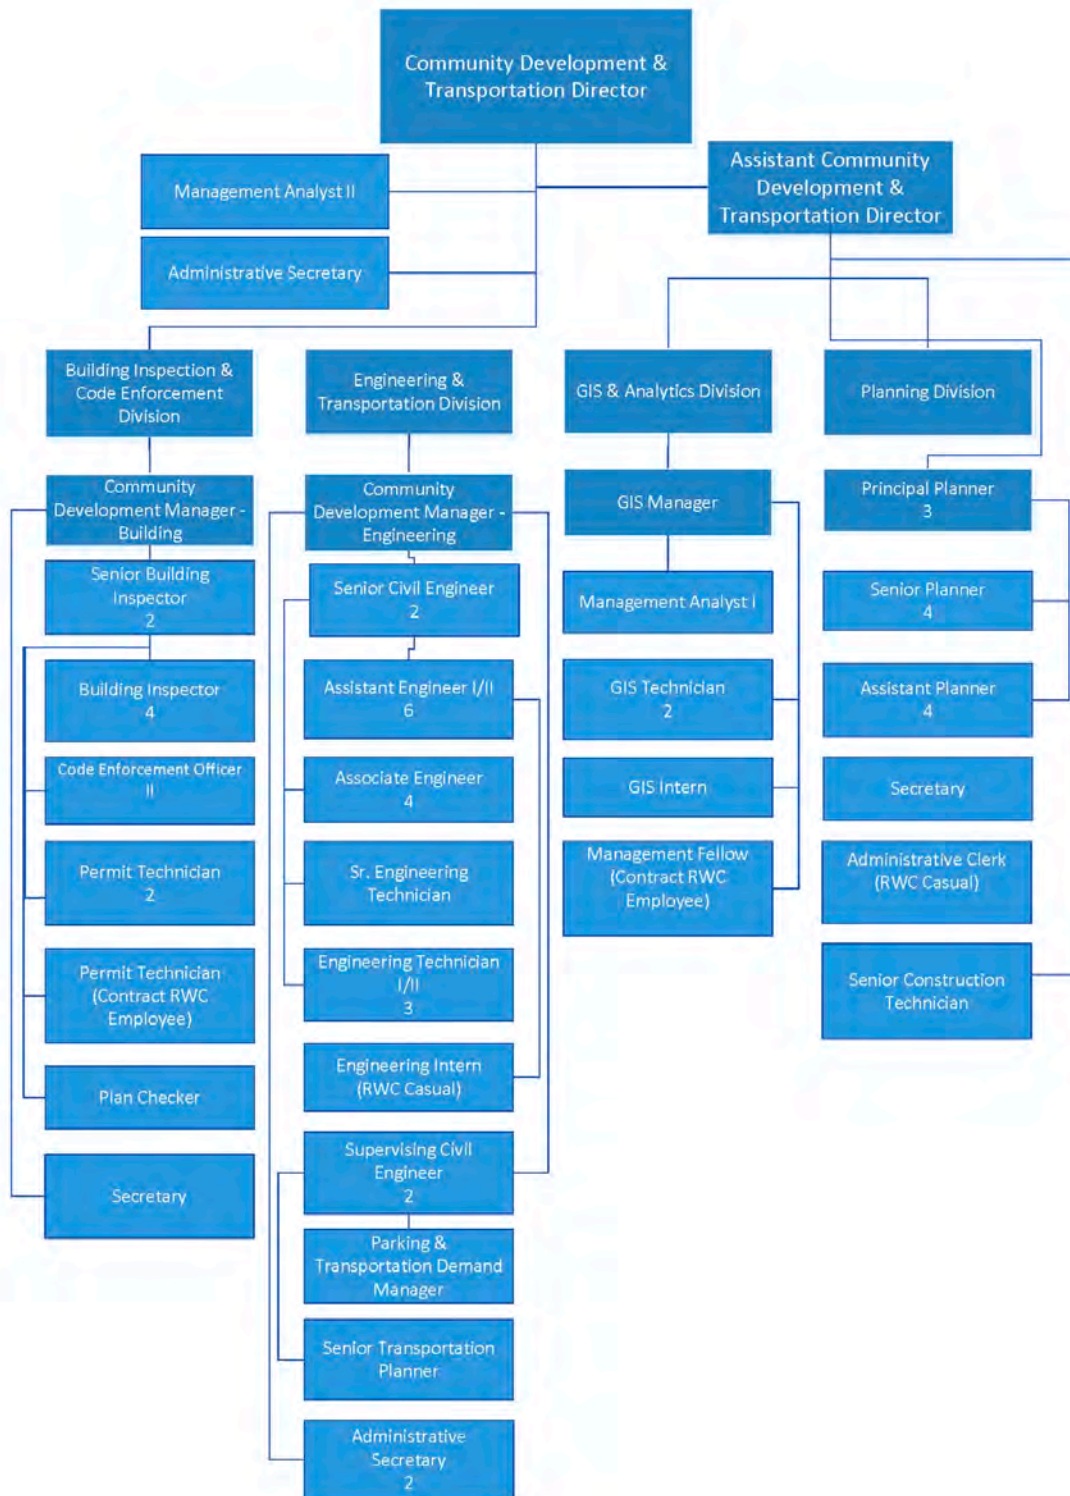 Community Development &
Transportation Director
Assistant Community
Development &
Transportation Director
Management Analyst II
Administrative Secretary
Building Inspection &
Code Enforcement
Division
Community
Development Manager -
Building
Senior Building
Inspector
2
Building Inspector
4
Code Enforcement Officer
II
Permit Technician
2
Permit Technician
(Contract RWC
Employee)
Plan Checker
Secretary
Engineering &
Transportation Division
Community
Development Manager -
Engineering
Senior Civil Engineer
2
Assistant Engineer I/II
6
Associate Engineer
4
Sr. Engineering
Technician
Engineering Technician
I/II
3
Engineering Intern
(RWC Casual)
Supervising Civil
Engineer
2
Parking &
Transportation Demand
Manager
Senior Transportation
Planner
Administrative
Secretary
2
GIS & Analytics Division
GIS Manager
Management Analyst I
GIS Technician
2
GIS Intern
Management Fellow
(Contract RWC
Employee)
Planning Division
Principal Planner
3
Senior Planner
4
Assistant Planner
4
Secretary
Administrative Clerk
(RWC Casual)
Senior Construction
Technician